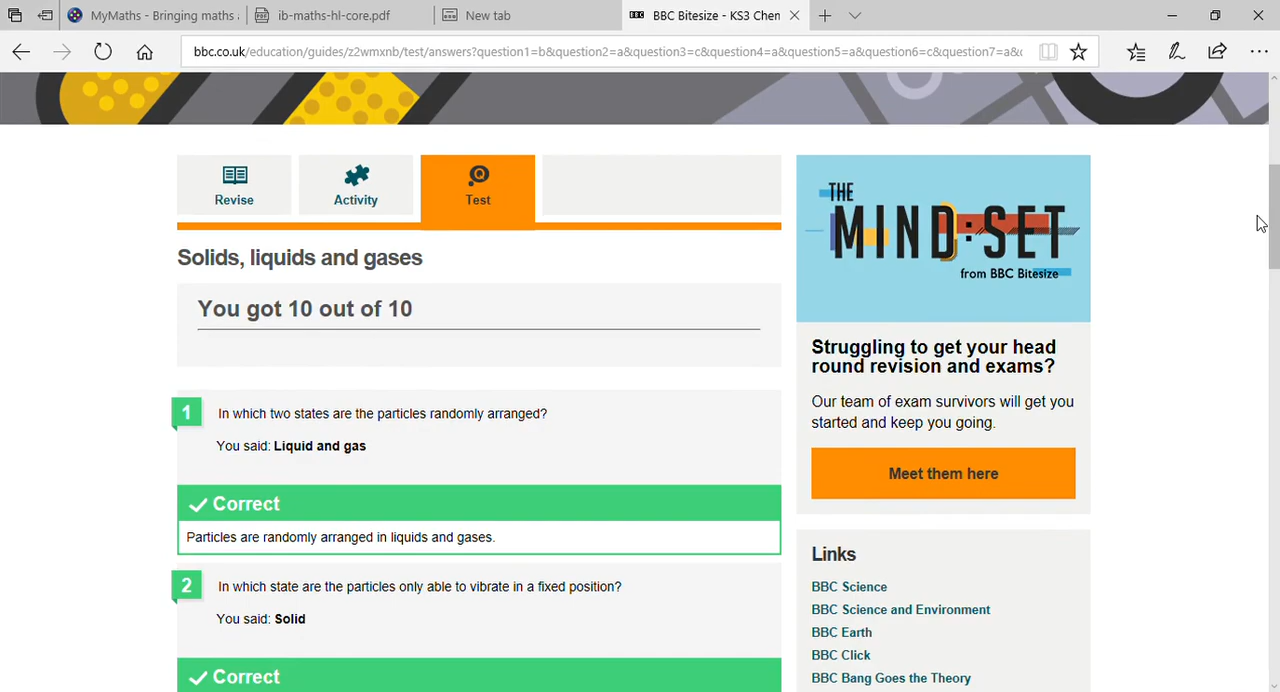 MyMaths - Bringing maths
ib-maths-hl-core.pdf
New tab
BBC BBC Bitesize - KS3 Chem
bbc.co.uk/education/guides/z2wmxnb/test/answers?question1=b&question2=a&question3=c&question4=a&question5=a&question6=c&question7=a&c
Revise
Activity
Test
Solids, liquids and gases
You got 10 out of 10
1 In which two states are the particles randomly arranged?
You said: Liquid and gas
Correct
Particles are randomly arranged in liquids and gases.
2 In which state are the particles only able to vibrate in a fixed position?
You said: Solid
Correct
THE
MIND:SET
from BBC Bitesize
Struggling to get your head
round revision and exams?
Our team of exam survivors will get you
started and keep you going.
Meet them here
Links
BBC Science
BBC Science and Environment
BBC Earth
BBC Click
BBC Bang Goes the Theory